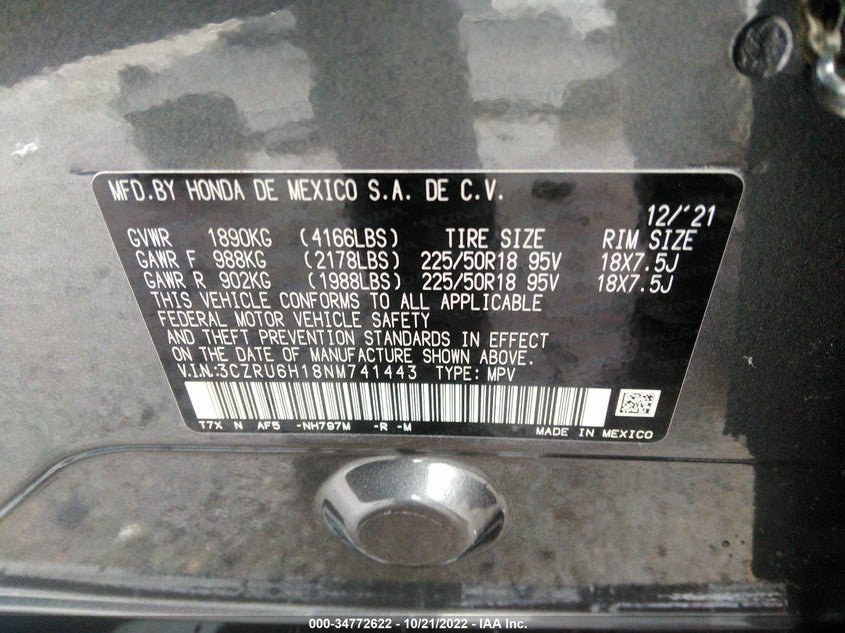 MFD.BY HONDA DE MEXICO S.A. DE C.V.
12/'21
GVWR 1890KG (4166LBS) TIRE SIZE RIM SIZE
GAWR F 988KG (2178LBS) 225/50R18 95V 18X7.5J
GAWR R 902KG (1988LBS) 225/50R18 95V 18X7.5J
THIS VEHICLE CONFORMS TO ALL APPLICABLE
FEDERAL MOTOR VEHICLE SAFETY
AND THEFT PREVENTION STANDARDS IN EFFECT
ON THE DATE OF MANUFACTURE SHOWN ABOVE.
V.I.N.:3CZRU6H18NM741443 TYPE: MPV
T7X N AF5 -NH797M -R -M
MADE IN MEXICO
000-34772622 - 10/21/2022 - IAA Inc.